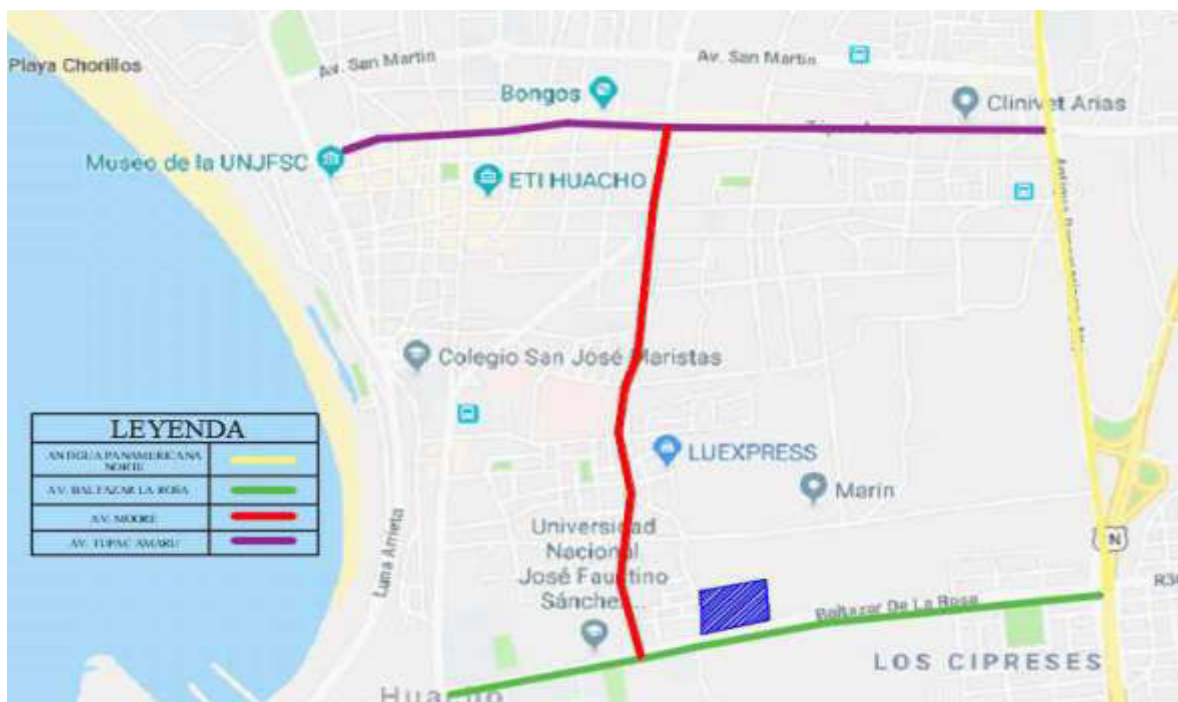 Playa Chorillos
Av. San Martin
Av. San Martin
Bongos
Clinivet Arias
Museo de la UNJFSC
ETI HUACHO
Colegio San José Maristas
LEYENDA
ANTIGUA PANAMERICANA
NORTE
AV. BALTAZAR LA ROSA
AV. MOORE
AV. TUPAC AMARU
LUEXPRESS
Marin
Luna Arrieta
Universidad
Nacional
José Faustino
Sánchez...
1N
Baltazar De La Rosa
LOS CIPRESES
Huacho